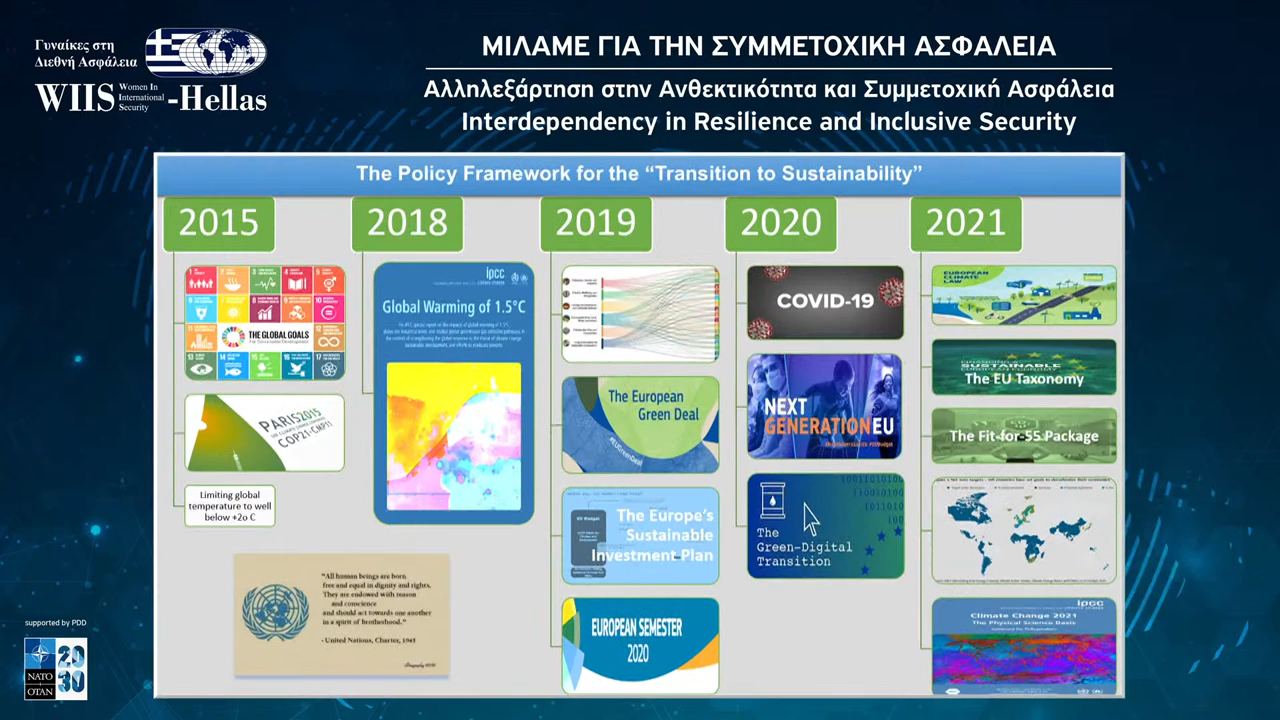 Γυναίκες στη
Διεθνή Ασφάλεια
WIIS Women In International Security -Hellas
ΜΙΛΑΜΕ ΓΙΑ ΤΗΝ ΣΥΜΜΕΤΟΧΙΚΗ ΑΣΦΑΛΕΙΑ
Αλληλεξάρτηση στην Ανθεκτικότητα και Συμμετοχική Ασφάλεια
Interdependency in Resilience and Inclusive Security
The Policy Framework for the “Transition to Sustainability”
2015
2018
2019
2020
2021
THE GLOBAL GOALS
For Sustainable Development
PARIS2015
COP21·CMP11
Limiting global
temperature to well
below +2o C
"All human beings are born
free and equal in dignity and rights.
They are endowed with reason
and conscience
and should act towards one another
in a spirit of brotherhood."
- United Nations, Charter, 1945
ipcc
Global Warming of 1.5°C
The European
Green Deal
#EUGreenDeal
The Europe's
Sustainable
Investment Plan
EUROPEAN SEMESTER
2020
COVID-19
NEXT
GENERATIONEU
The
Green-Digital
Transition
EUROPEAN
CLIMATE
LAW
SUSTAINABLE
The EU Taxonomy
The Fit-for-55 Package
ipcc
Climate Change 2021
The Physical Science Basis
supported by PDD
NATO
OTAN
20
30